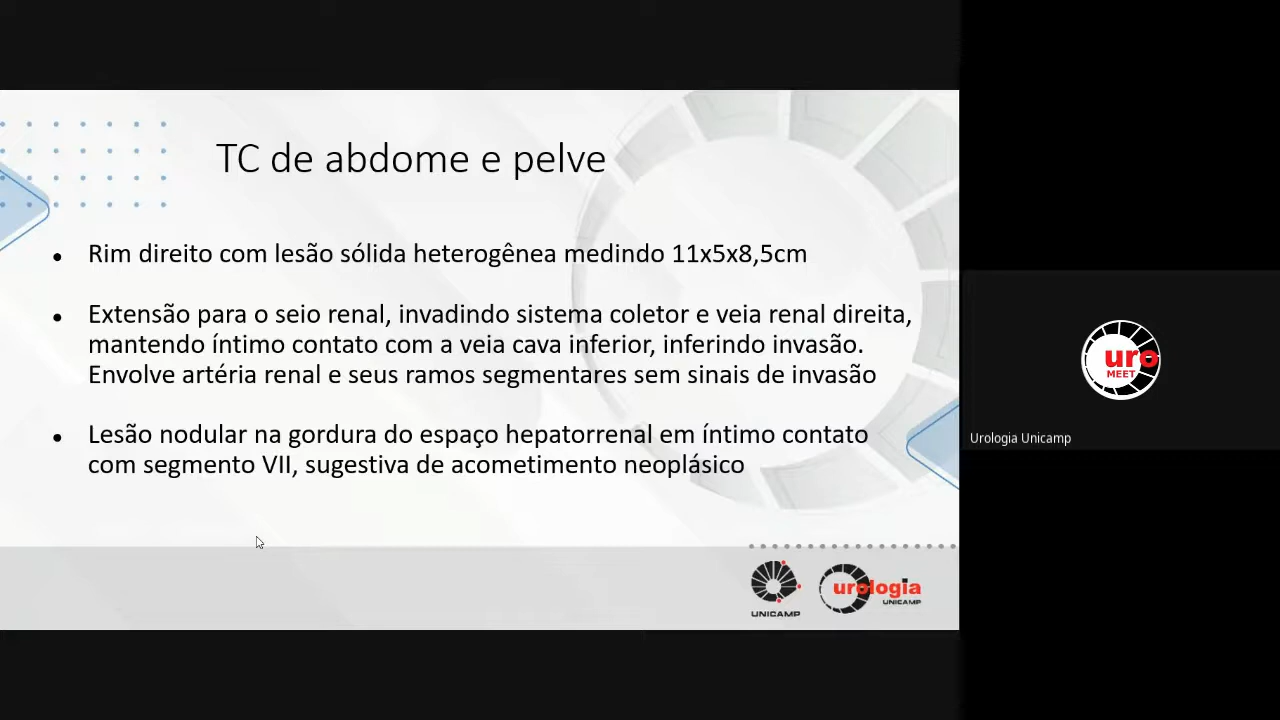 TC de abdome e pelve
• Rim direito com lesão sólida heterogênea medindo 11x5x8,5cm
• Extensão para o seio renal, invadindo sistema coletor e veia renal direita,
mantendo íntimo contato com a veia cava inferior, inferindo invasão.
Envolve artéria renal e seus ramos segmentares sem sinais de invasão
• Lesão nodular na gordura do espaço hepatorrenal em íntimo contato
com segmento VII, sugestiva de acometimento neoplásico
UNICAMP
urologia
UNICAMP
uro
MEET
Urologia Unicamp